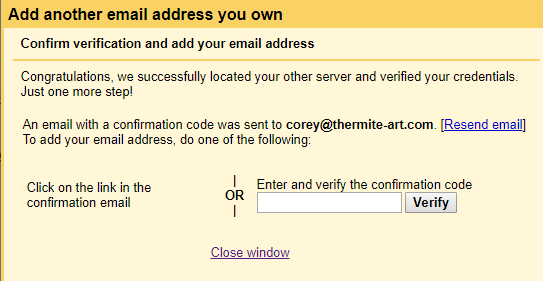 Add another email address you own
Confirm verification and add your email address
Congratulations, we successfully located your other server and verified your credentials.
Just one more step!
An email with a confirmation code was sent to corey@thermite-art.com. [Resend email]
To add your email address, do one of the following:
Click on the link in the
confirmation email
OR
Enter and verify the confirmation code
Verify
Close window